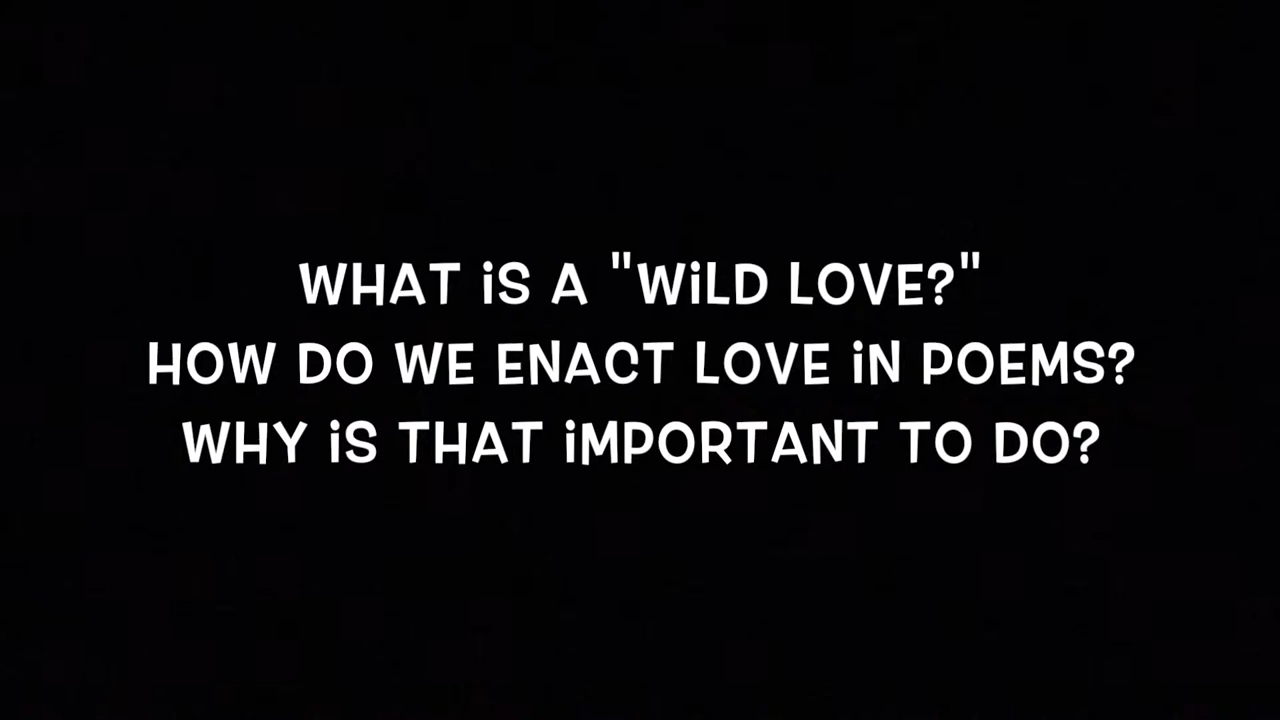 WHAT iS A "WiLD LOVE?"
HOW DO WE ENACT LOVE iN POEMS?
WHY iS THAT iMPORTANT TO DO?